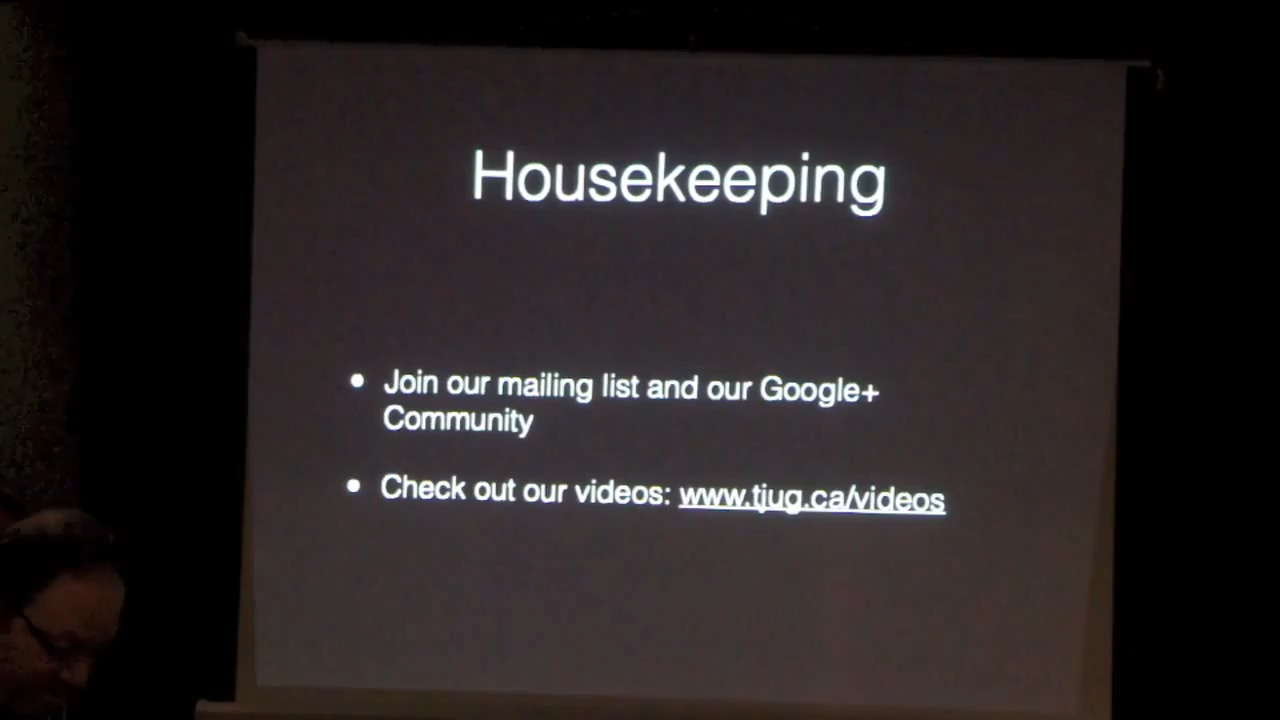 Housekeeping
• Join our mailing list and our Google+
Community
• Check out our videos: www.tjug.ca/videos